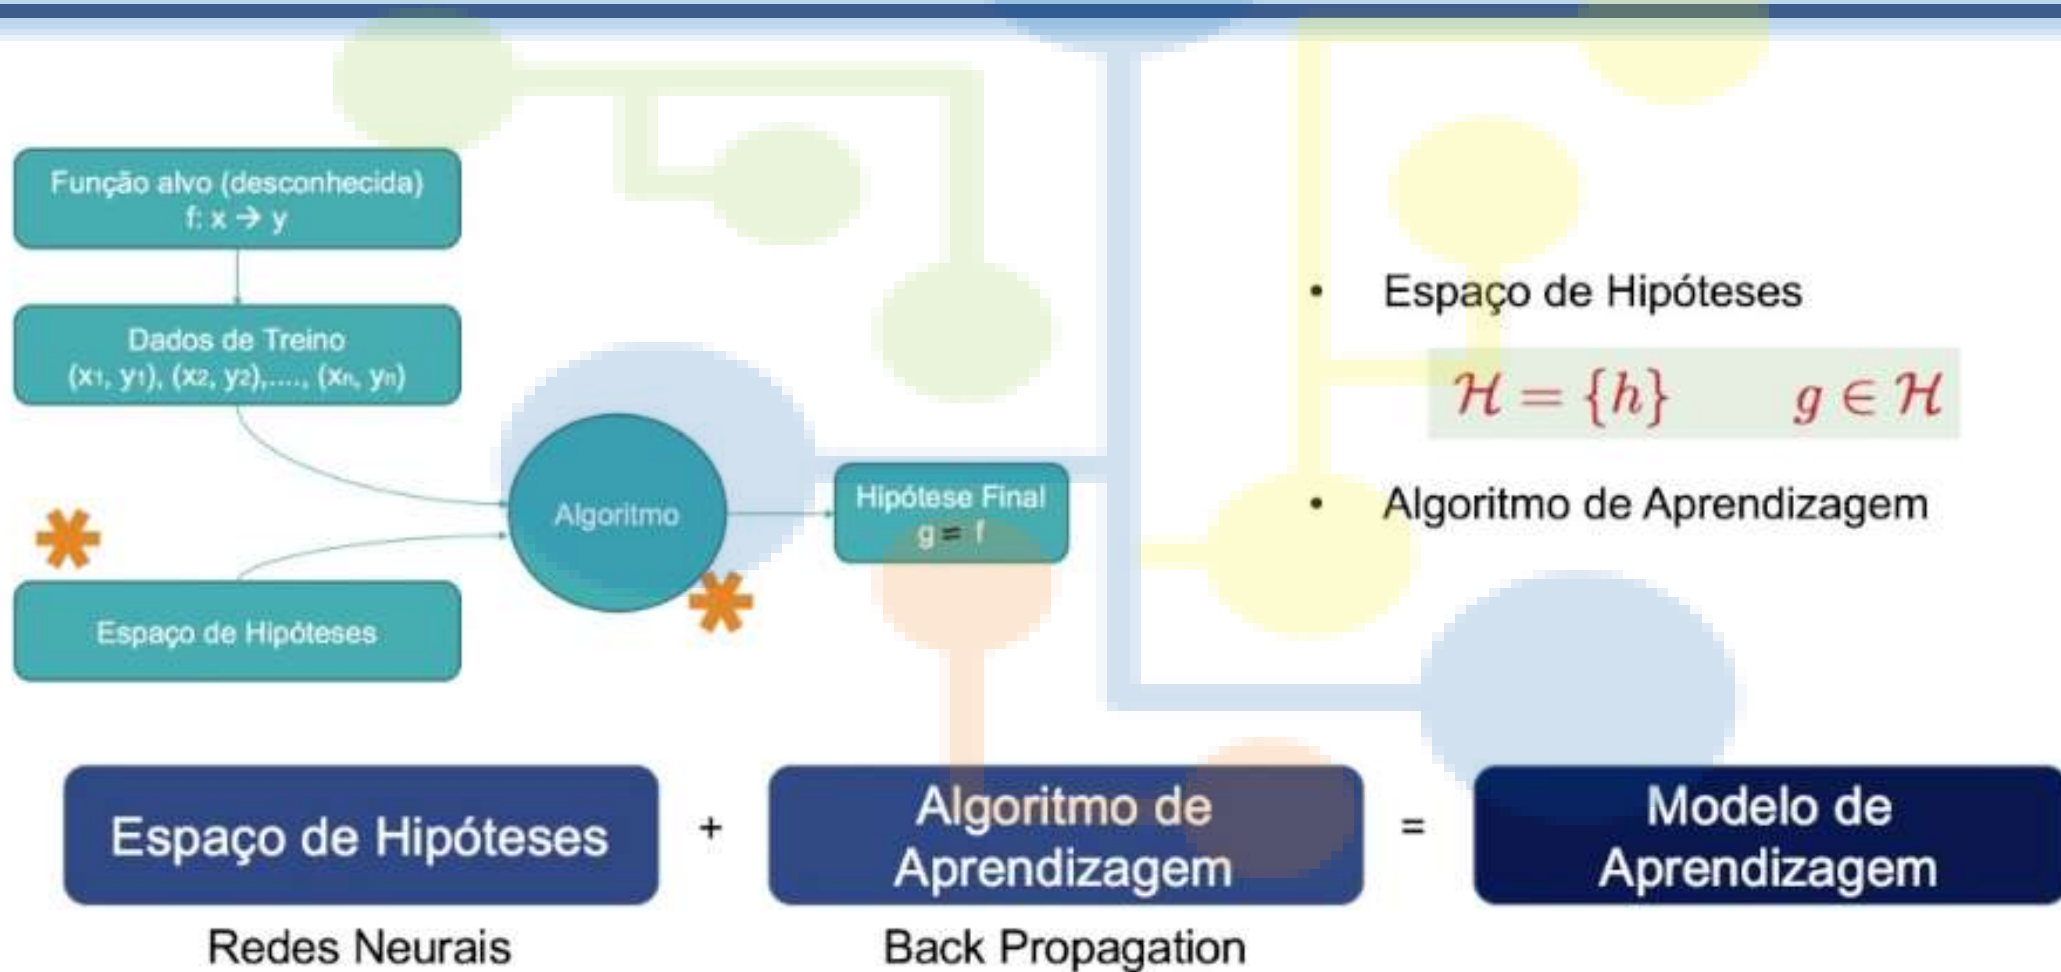 Função alvo (desconhecida)
f: x → y
Dados de Treino
(x1, y1), (x2, y2),...., (xn, yn)
Algoritmo
Hipótese Final
g = f
Espaço de Hipóteses
• Espaço de Hipóteses
H = {h} g ∈ H
• Algoritmo de Aprendizagem
Espaço de Hipóteses
+
Algoritmo de
Aprendizagem
=
Modelo de
Aprendizagem
Redes Neurais
Back Propagation